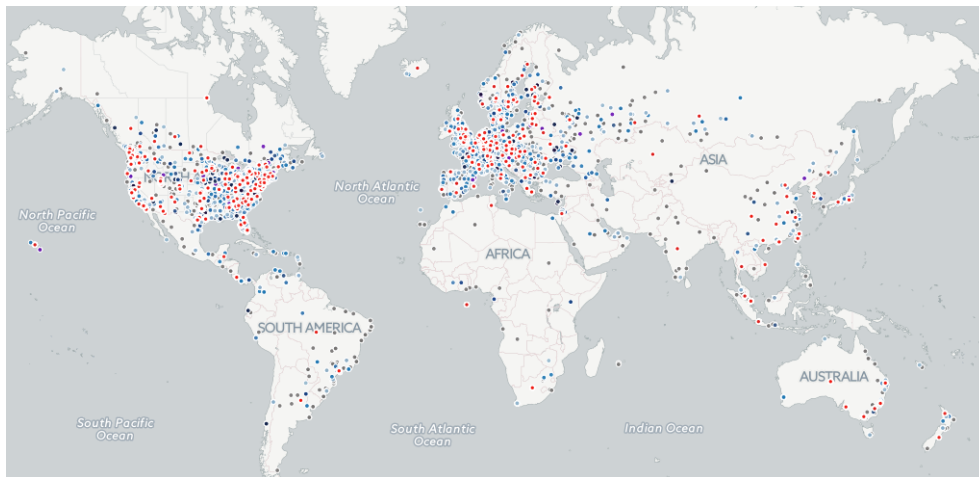 North Atlantic
Ocean
ASIA
North Pacific
Ocean
AFRICA
SOUTH AMERICA
AUSTRALIA
South Pacific
Ocean
South Atlantic
Ocean
Indian Ocean